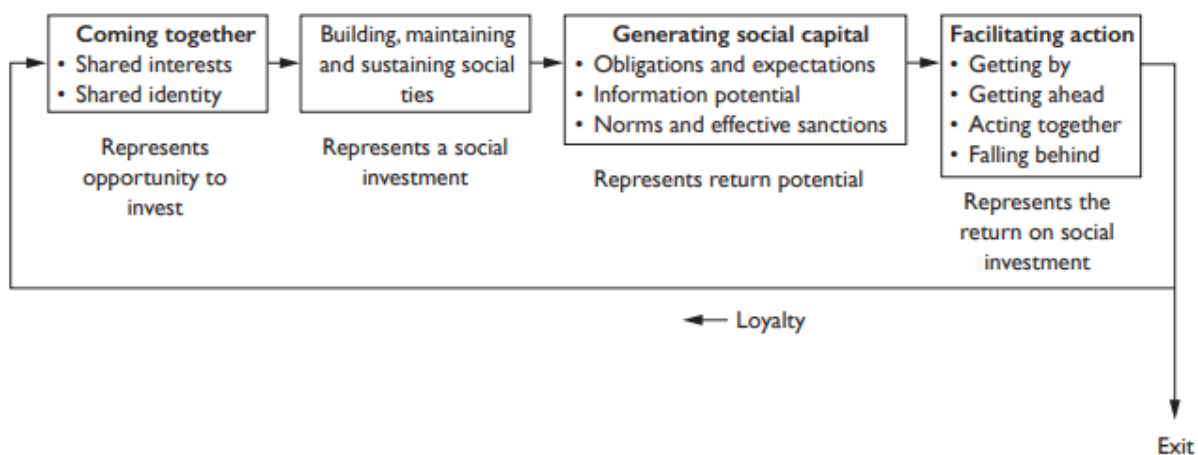 Coming together
• Shared interests
• Shared identity
Represents
opportunity to
invest
Building, maintaining
and sustaining social
ties
Represents a social
investment
Generating social capital
• Obligations and expectations
• Information potential
• Norms and effective sanctions
Represents return potential
Facilitating action
• Getting by
• Getting ahead
• Acting together
• Falling behind
Represents the
return on social
investment
Loyalty
Exit